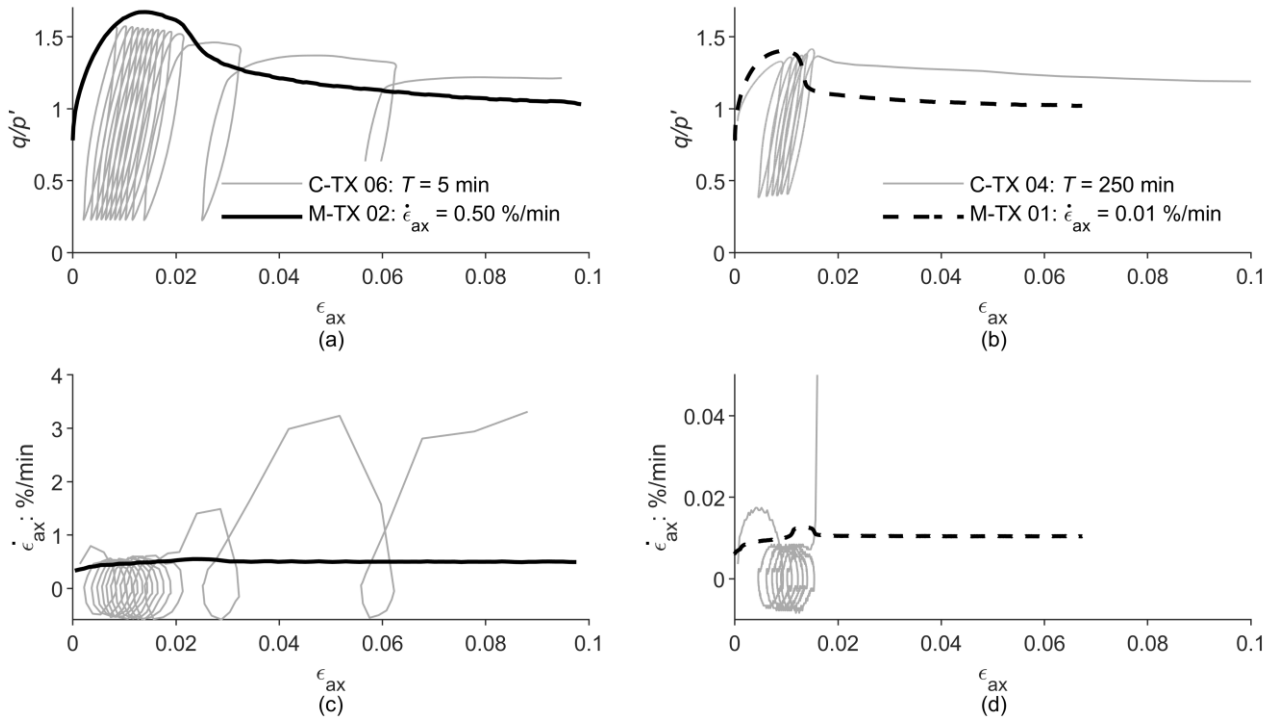 1.5
1
0.5
0
q/p'
C-TX 06: T = 5 min
M-TX 02: ε̇ax = 0.50 %/min
0 0.02 0.04 0.06 0.08 0.1
ϵax
(a)
1.5
1
0.5
0
q/p'
C-TX 04: T = 250 min
M-TX 01: ε̇ax = 0.01 %/min
0 0.02 0.04 0.06 0.08 0.1
ϵax
(b)
4
3
2
1
0
ϵ̇ax: %/min
0 0.02 0.04 0.06 0.08 0.1
ϵax
(c)
0.04
0.02
0
ϵ̇ax: %/min
0 0.02 0.04 0.06 0.08 0.1
ϵax
(d)